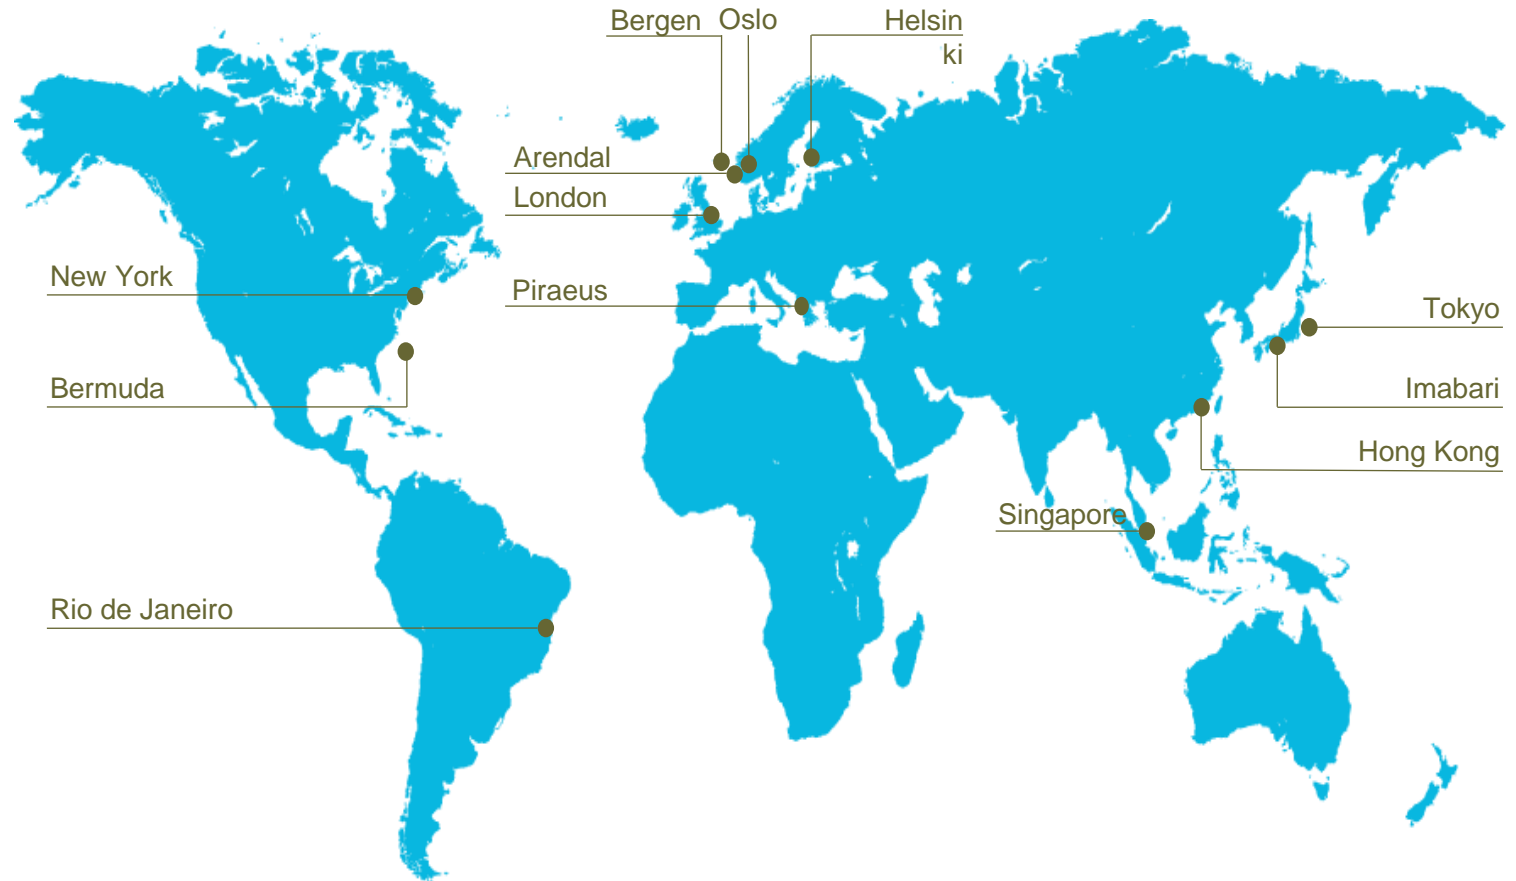 Bergen
Oslo
Helsin
ki
Arendal
London
New York
Piraeus
Tokyo
Bermuda
Imabari
Hong Kong
Singapore
Rio de Janeiro